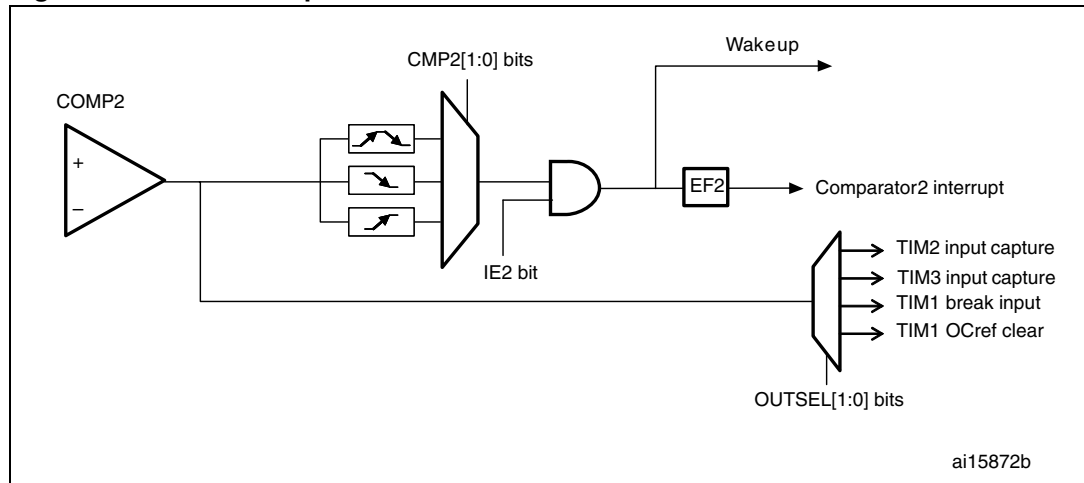 Wakeup
CMP2[1:0] bits
COMP2
+
–
EF2
Comparator2 interrupt
IE2 bit
TIM2 input capture
TIM3 input capture
TIM1 break input
TIM1 OCref clear
OUTSEL[1:0] bits
ai15872b